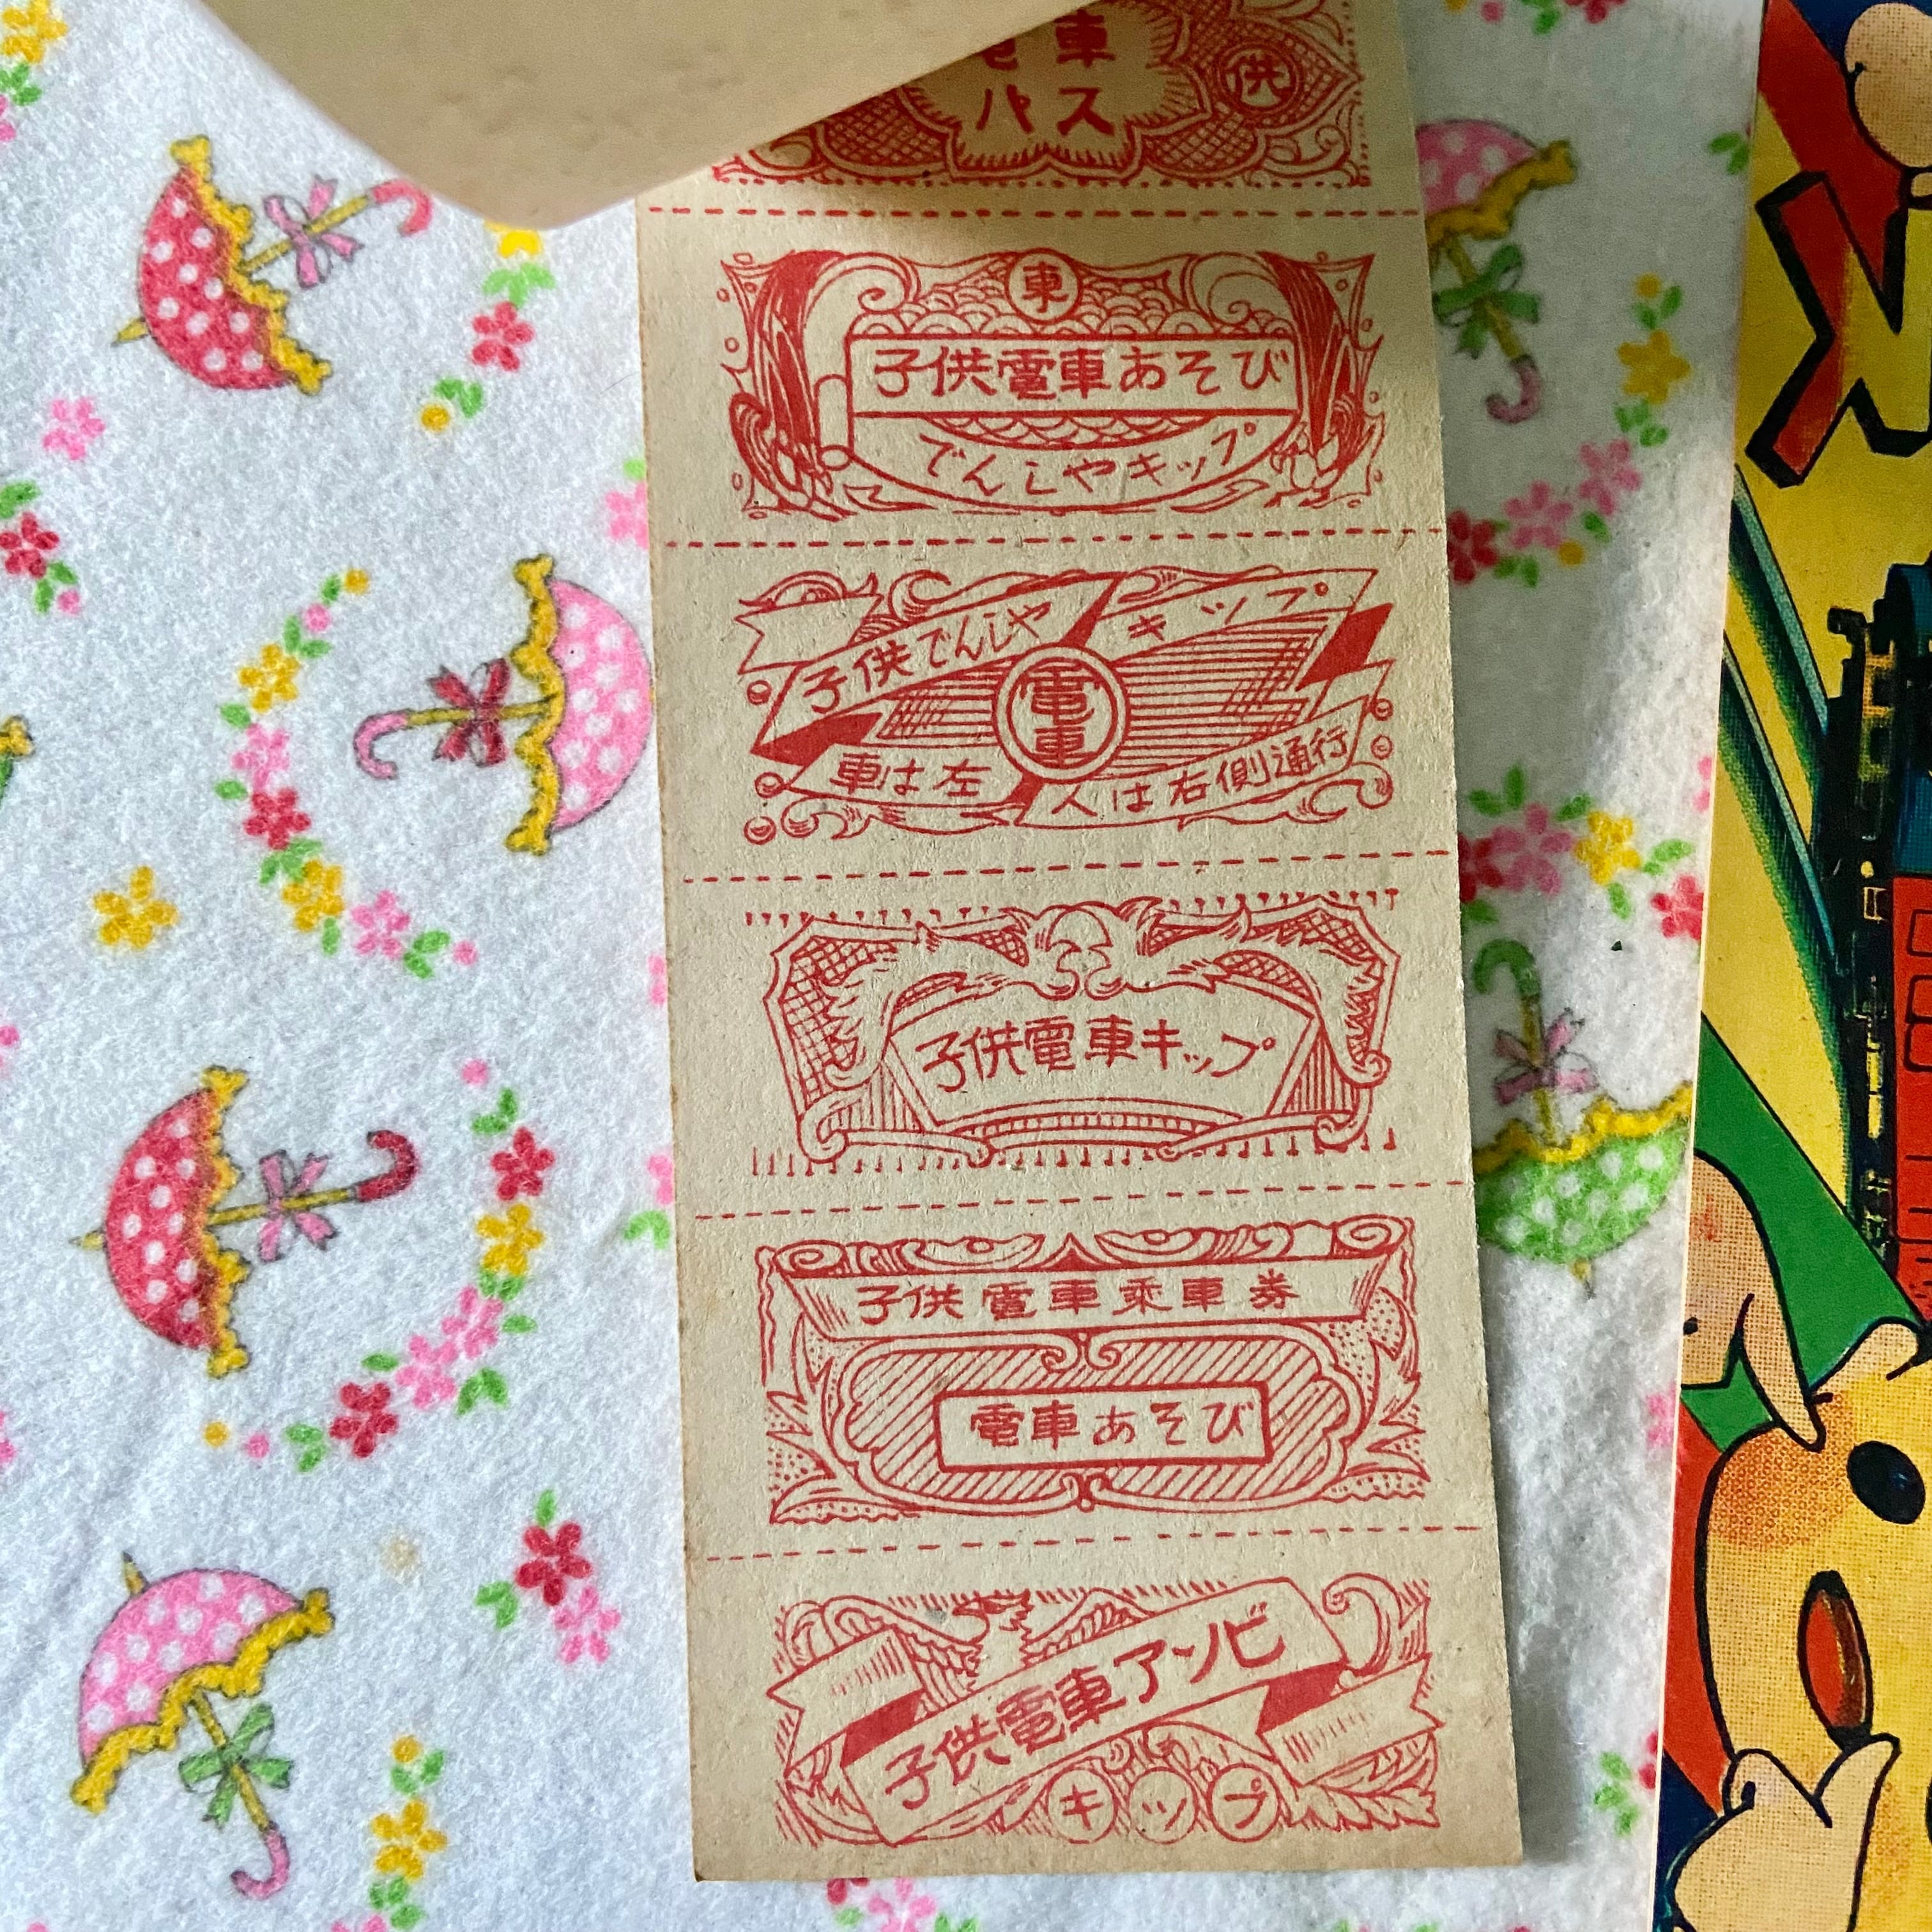 車
供
パス
車
子供電車あそび
でんしやキップ
子供でんしや キップ
電車
車は左 人は右側通行
子供電車キップ
子供電車乗車券
電車あそび
子供電車アソビ
キップ